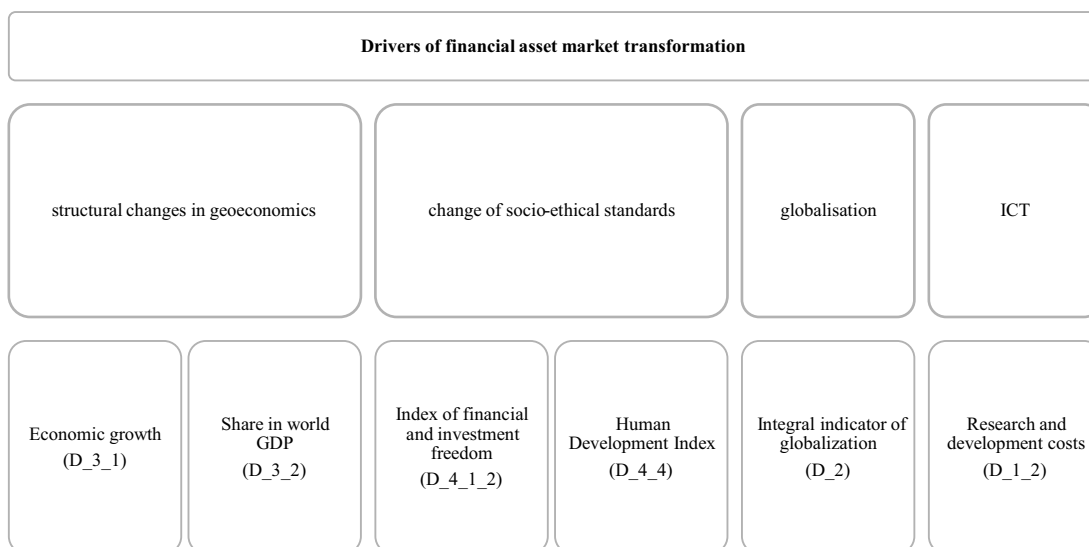 Drivers of financial asset market transformation
structural changes in geoeconomics
change of socio-ethical standards
globalisation
ICT
Economic growth
(D_3_1)
Share in world
GDP
(D_3_2)
Index of financial
and investment
freedom
(D_4_1_2)
Human
Development Index
(D_4_4)
Integral indicator of
globalization
(D_2)
Research and
development costs
(D_1_2)